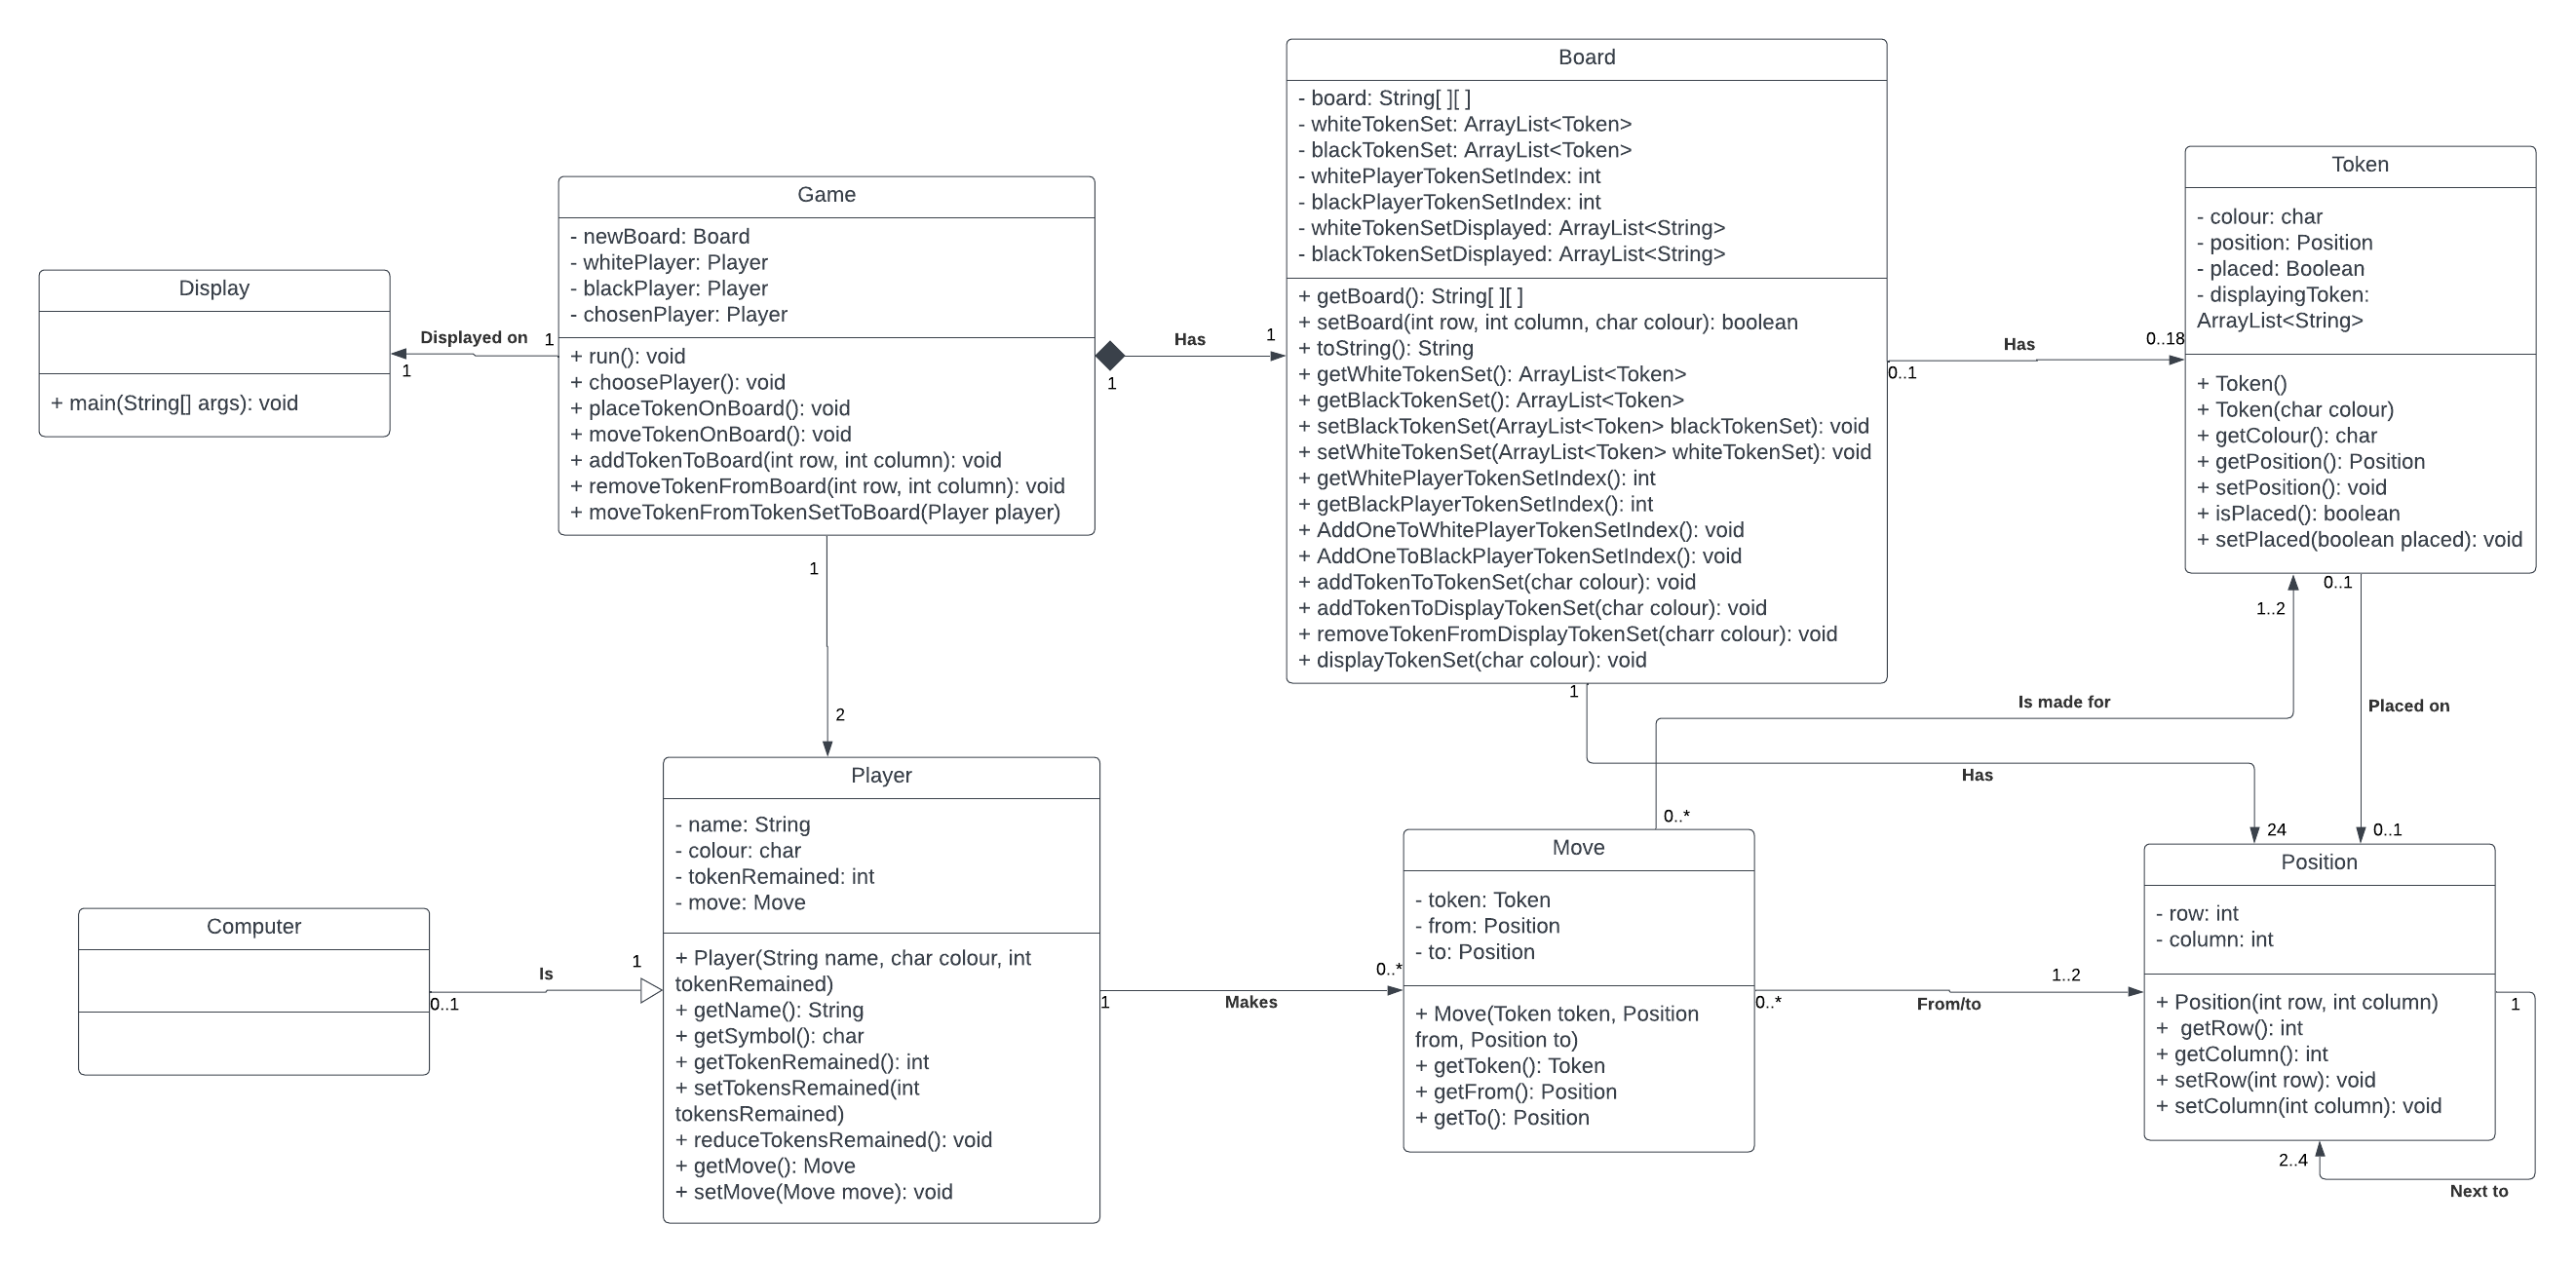 Board
- board: String[ ][ ]
- whiteTokenSet: ArrayList<Token>
- blackTokenSet: ArrayList<Token>
- whitePlayerTokenSetIndex: int
- blackPlayerTokenSetIndex: int
- whiteTokenSetDisplayed: ArrayList<String>
- blackTokenSetDisplayed: ArrayList<String>
+ getBoard(): String[ ][ ]
+ setBoard(int row, int column, char colour): boolean
+ toString(): String
+ getWhiteTokenSet(): ArrayList<Token>
+ getBlackTokenSet(): ArrayList<Token>
+ setBlackTokenSet(ArrayList<Token> blackTokenSet): void
+ setWhiteTokenSet(ArrayList<Token> whiteTokenSet): void
+ getWhitePlayerTokenSetIndex(): int
+ getBlackPlayerTokenSetIndex(): int
+ AddOneToWhitePlayerTokenSetIndex(): void
+ AddOneToBlackPlayerTokenSetIndex(): void
+ addTokenToTokenSet(char colour): void
+ addTokenToDisplayTokenSet(char colour): void
+ removeTokenFromDisplayTokenSet(charr colour): void
+ displayTokenSet(char colour): void
Token
- colour: char
- position: Position
- placed: Boolean
- displayingToken:
ArrayList<String>
+ Token()
+ Token(char colour)
+ getColour(): char
+ getPosition(): Position
+ setPosition(): void
+ isPlaced(): boolean
+ setPlaced(boolean placed): void
Game
- newBoard: Board
- whitePlayer: Player
- blackPlayer: Player
- chosenPlayer: Player
+ run(): void
+ choosePlayer(): void
+ placeTokenOnBoard(): void
+ moveTokenOnBoard(): void
+ addTokenToBoard(int row, int column): void
+ removeTokenFromBoard(int row, int column): void
+ moveTokenFromTokenSetToBoard(Player player)
Display
+ main(String[] args): void
Displayed on
1
1
Has
1
1
Has
0..1
0..18
1
2
1
Is made for
1..2
0..*
Has
24
0..1
Placed on
0..1
Player
- name: String
- colour: char
- tokenRemained: int
- move: Move
+ Player(String name, char colour, int
tokenRemained)
+ getName(): String
+ getSymbol(): char
+ getTokenRemained(): int
+ setTokensRemained(int
tokensRemained)
+ reduceTokensRemained(): void
+ getMove(): Move
+ setMove(Move move): void
Computer
Is
0..1
1
Makes
1
0..*
Move
- token: Token
- from: Position
- to: Position
+ Move(Token token, Position
from, Position to)
+ getToken(): Token
+ getFrom(): Position
+ getTo(): Position
From/to
0..*
1..2
Position
- row: int
- column: int
+ Position(int row, int column)
+  getRow(): int
+ getColumn(): int
+ setRow(int row): void
+ setColumn(int column): void
1
2..4
Next to